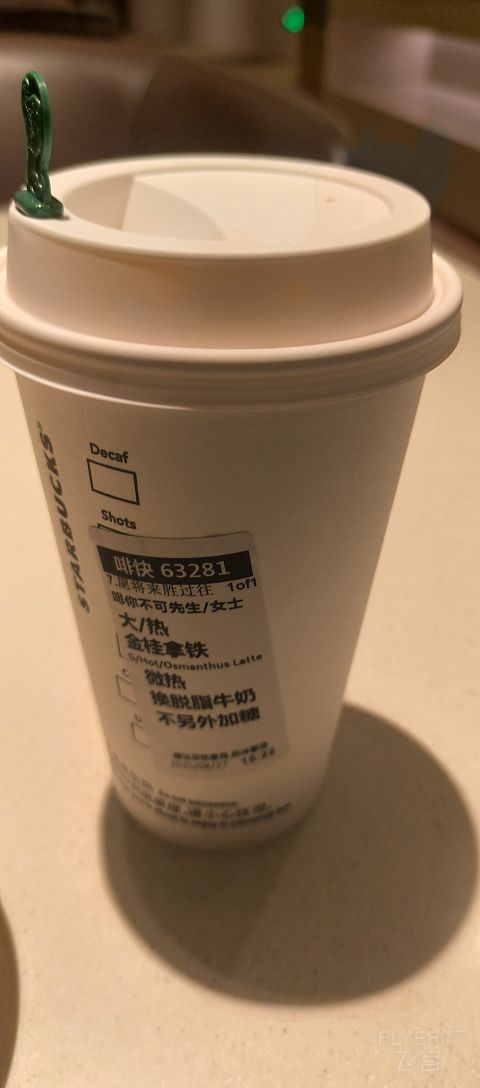 STARBUCKS
Decaf
Shots
啡快 63281
愿将来胜过往 1of1
啡你不可先生/女士
大/热
金桂拿铁
G/Hot/Osmanthus Latte
微热
换脱脂牛奶
不另外加糖
C
D
FLYERT
飞客